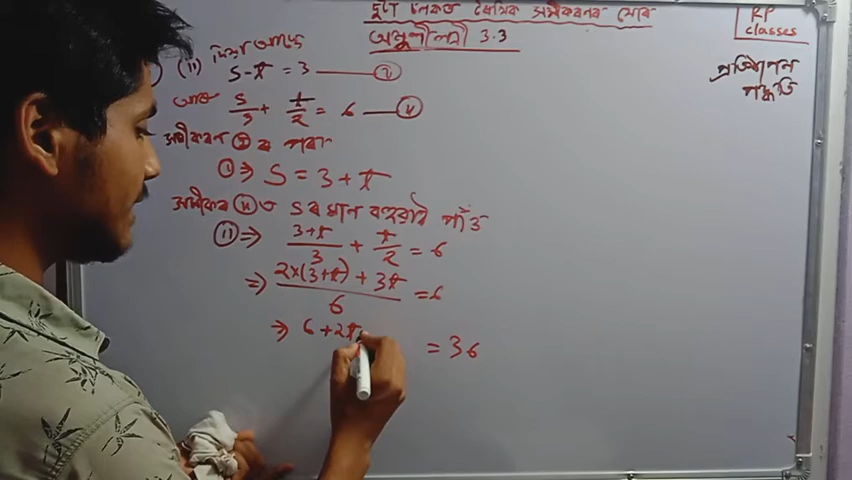 দুটা চলকত ৰৈখিক সমীকৰণৰ যোৰ
RP
classes
অনুশীলনী 3.3
প্ৰতিস্থাপন
পদ্ধতি
(ii) দিয়া আছে
s - t = 3 —— (i)
আৰু s/3 + t/2 = 6 —— (ii)
সমীকৰণ (i) ৰ পৰা
(i) ⇒ S = 3 + t
সমীকৰ (ii) ত S ৰ মান বহুৱাই পাওঁ
(ii) ⇒ (3+t)/3 + t/2 = 6
⇒ (2×(3+t) + 3t)/6 = 6
⇒ 6 + 2t = 36